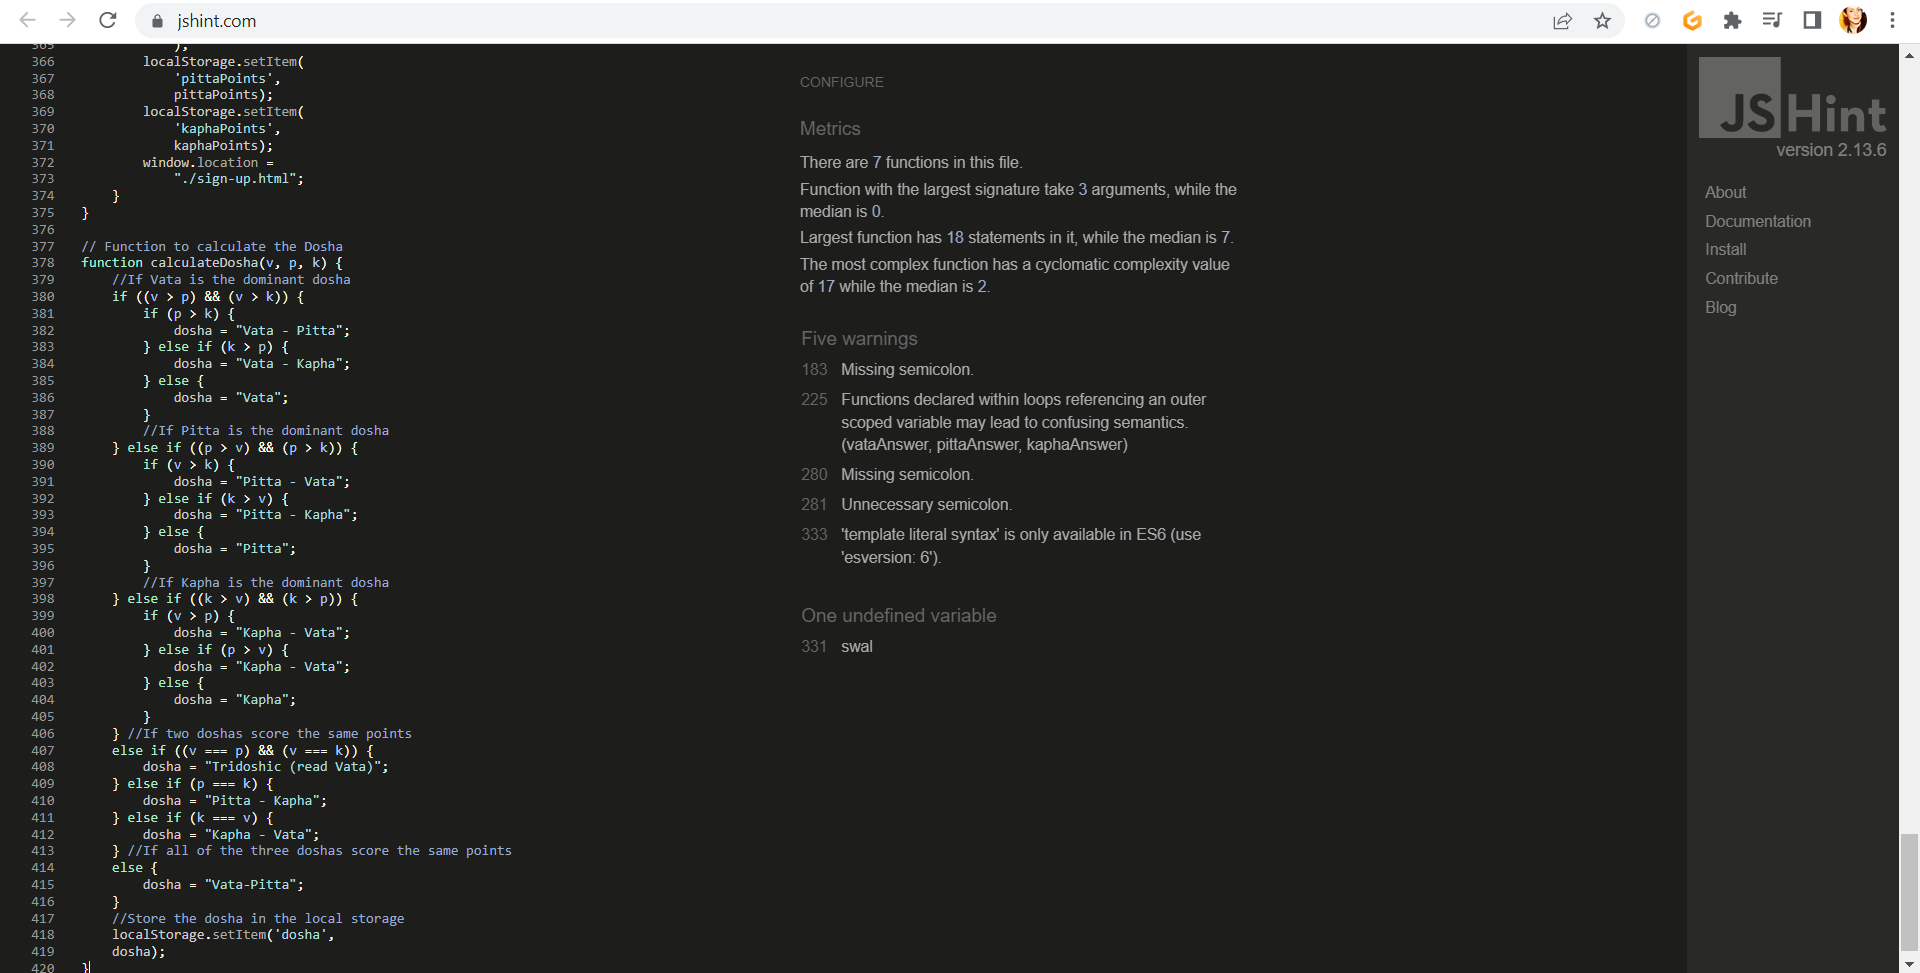 jshint.com
365 );
366 localStorage.setItem(
367 'pittaPoints',
368 pittaPoints);
369 localStorage.setItem(
370 'kaphaPoints',
371 kaphaPoints);
372 window.location =
373 "./sign-up.html";
374 }
375 }
376
377 // Function to calculate the Dosha
378 function calculateDosha(v, p, k) {
379 //If Vata is the dominant dosha
380 if ((v > p) && (v > k)) {
381 if (p > k) {
382 dosha = "Vata - Pitta";
383 } else if (k > p) {
384 dosha = "Vata - Kapha";
385 } else {
386 dosha = "Vata";
387 }
388 //If Pitta is the dominant dosha
389 } else if ((p > v) && (p > k)) {
390 if (v > k) {
391 dosha = "Pitta - Vata";
392 } else if (k > v) {
393 dosha = "Pitta - Kapha";
394 } else {
395 dosha = "Pitta";
396 }
397 //If Kapha is the dominant dosha
398 } else if ((k > v) && (k > p)) {
399 if (v > p) {
400 dosha = "Kapha - Vata";
401 } else if (p > v) {
402 dosha = "Kapha - Vata";
403 } else {
404 dosha = "Kapha";
405 }
406 } //If two doshas score the same points
407 else if ((v === p) && (v === k)) {
408 dosha = "Tridoshic (read Vata)";
409 } else if (p === k) {
410 dosha = "Pitta - Kapha";
411 } else if (k === v) {
412 dosha = "Kapha - Vata";
413 } //If all of the three doshas score the same points
414 else {
415 dosha = "Vata-Pitta";
416 }
417 //Store the dosha in the local storage
418 localStorage.setItem('dosha',
419 dosha);
420 }
CONFIGURE
Metrics
There are 7 functions in this file.
Function with the largest signature take 3 arguments, while the
median is 0.
Largest function has 18 statements in it, while the median is 7.
The most complex function has a cyclomatic complexity value
of 17 while the median is 2.
Five warnings
183 Missing semicolon.
225 Functions declared within loops referencing an outer
scoped variable may lead to confusing semantics.
(vataAnswer, pittaAnswer, kaphaAnswer)
280 Missing semicolon.
281 Unnecessary semicolon.
333 'template literal syntax' is only available in ES6 (use
'esversion: 6').
One undefined variable
331 swal
JSHint
version 2.13.6
About
Documentation
Install
Contribute
Blog